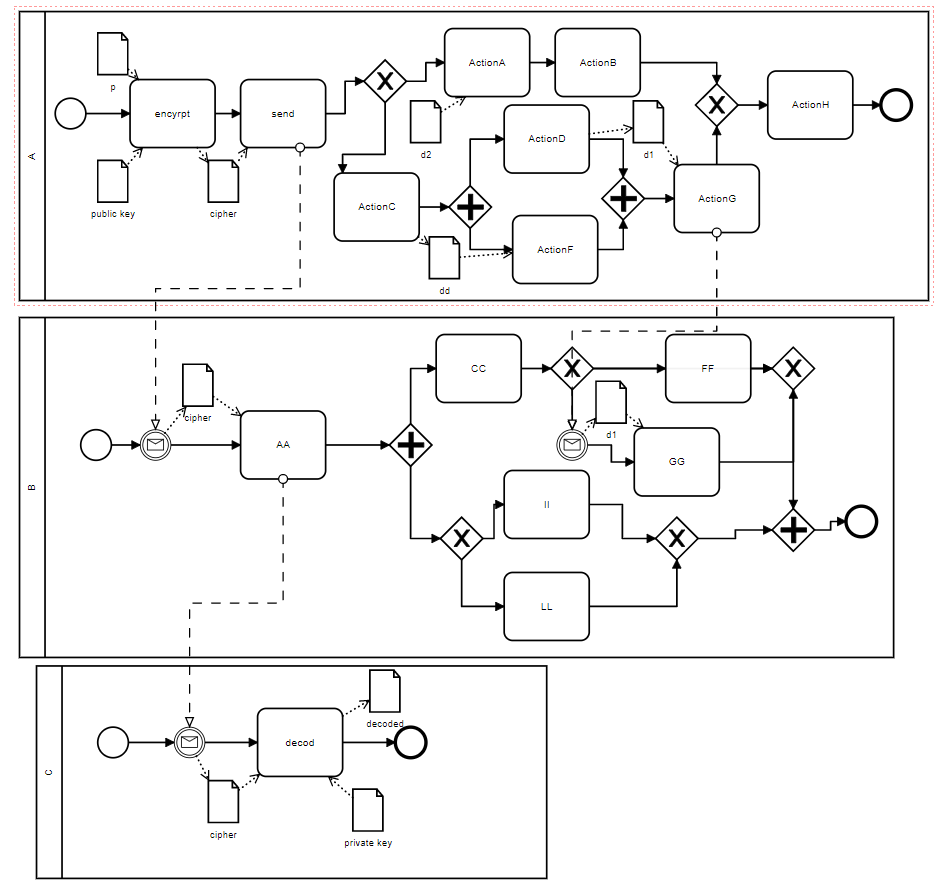 A
p
encyrpt
public key
send
cipher
X
ActionA
ActionB
d2
ActionC
ActionD
ActionF
dd
d1
X
ActionG
ActionH
B
cipher
AA
CC
X
FF
X
d1
GG
X
II
LL
X
C
decod
decoded
cipher
private key